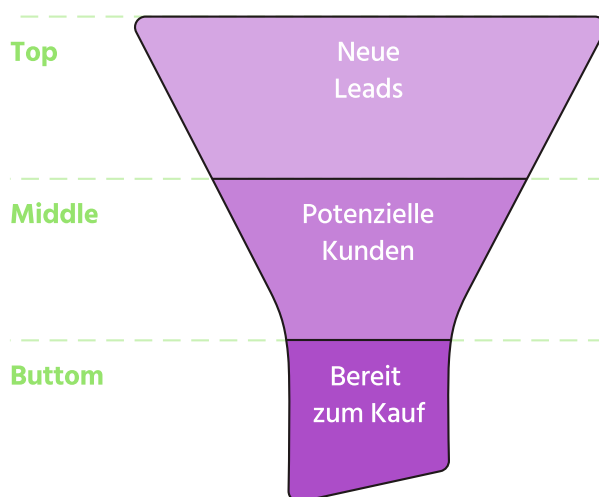 Top
Neue
Leads
Middle
Potenzielle
Kunden
Buttom
Bereit
zum Kauf